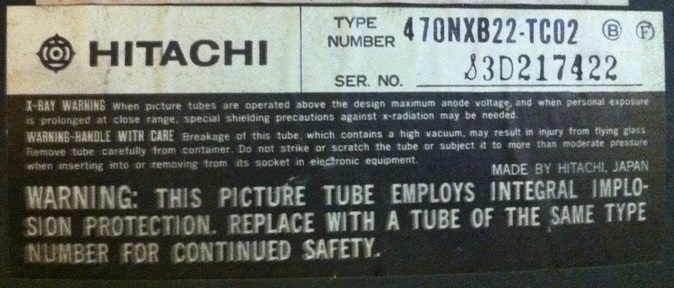 HITACHI
TYPE NUMBER 470NXB22-TC02 B F
SER. NO. 83D217422
X-RAY WARNING When picture tubes are operated above the design maximum anode voltage, and when personal exposure
is prolonged at close range, special shielding precautions against x-radiation may be needed.
WARNING-HANDLE WITH CARE Breakage of this tube, which contains a high vacuum, may result in injury from flying glass.
Remove tube carefully from container. Do not strike or scratch the tube or subject it to more than moderate pressure
when inserting into or removing from its socket in electronic equipment.
MADE BY HITACHI, JAPAN
WARNING: THIS PICTURE TUBE EMPLOYS INTEGRAL IMPLO-
SION PROTECTION. REPLACE WITH A TUBE OF THE SAME TYPE
NUMBER FOR CONTINUED SAFETY.